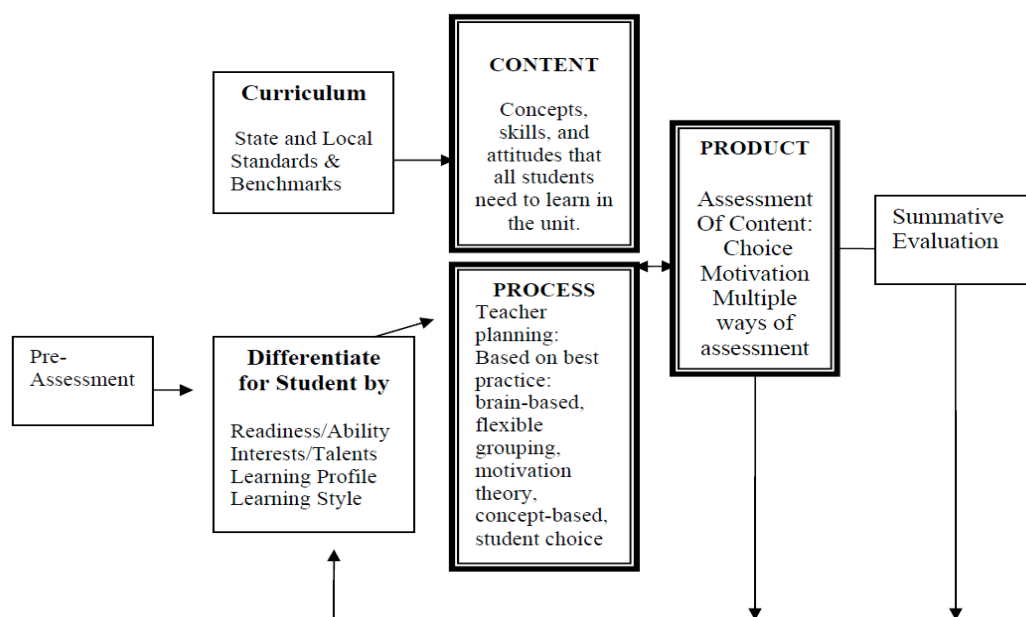 Curriculum
State and Local
Standards &
Benchmarks
CONTENT
Concepts,
skills, and
attitudes that
all students
need to learn in
the unit.
PRODUCT
Assessment
Of Content:
Choice
Motivation
Multiple
ways of
assessment
Summative
Evaluation
Pre-
Assessment
Differentiate
for Student by
Readiness/Ability
Interests/Talents
Learning Profile
Learning Style
PROCESS
Teacher
planning:
Based on best
practice:
brain-based,
flexible
grouping,
motivation
theory,
concept-based,
student choice